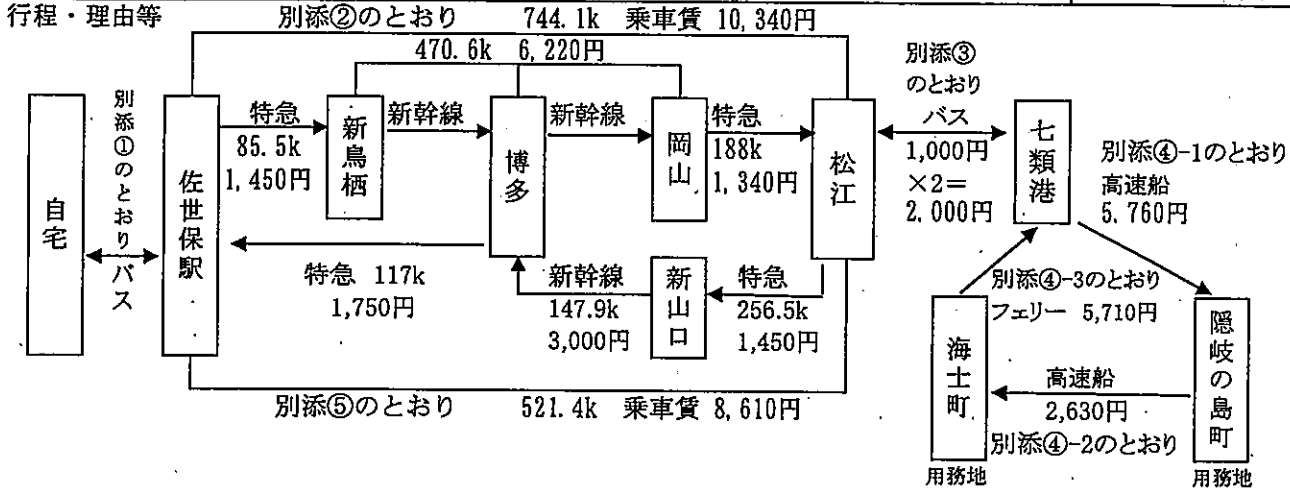 行程・理由等
別添②のとおり 744.1k 乗車賃 10,340円
470.6k 6,220円
別添①のとおり
バス
自宅
佐世保駅
特急
85.5k
1,450円
新鳥栖
新幹線
博多
新幹線
岡山
特急
188k
1,340円
松江
別添③
のとおり
バス
1,000円
×2=
2.000円
七類港
別添④-1のとおり
高速船
5.760円
特急 117k
1,750円
新幹線
147.9k
3,000円
新山口
特急
256.5k
1,450円
別添④-3のとおり
フェリー 5,710円
海士町
高速船
2,630円
別添④-2のとおり
隠岐の島町
用務地
用務地
別添⑤のとおり 521.4k 乗車賃 8,610円